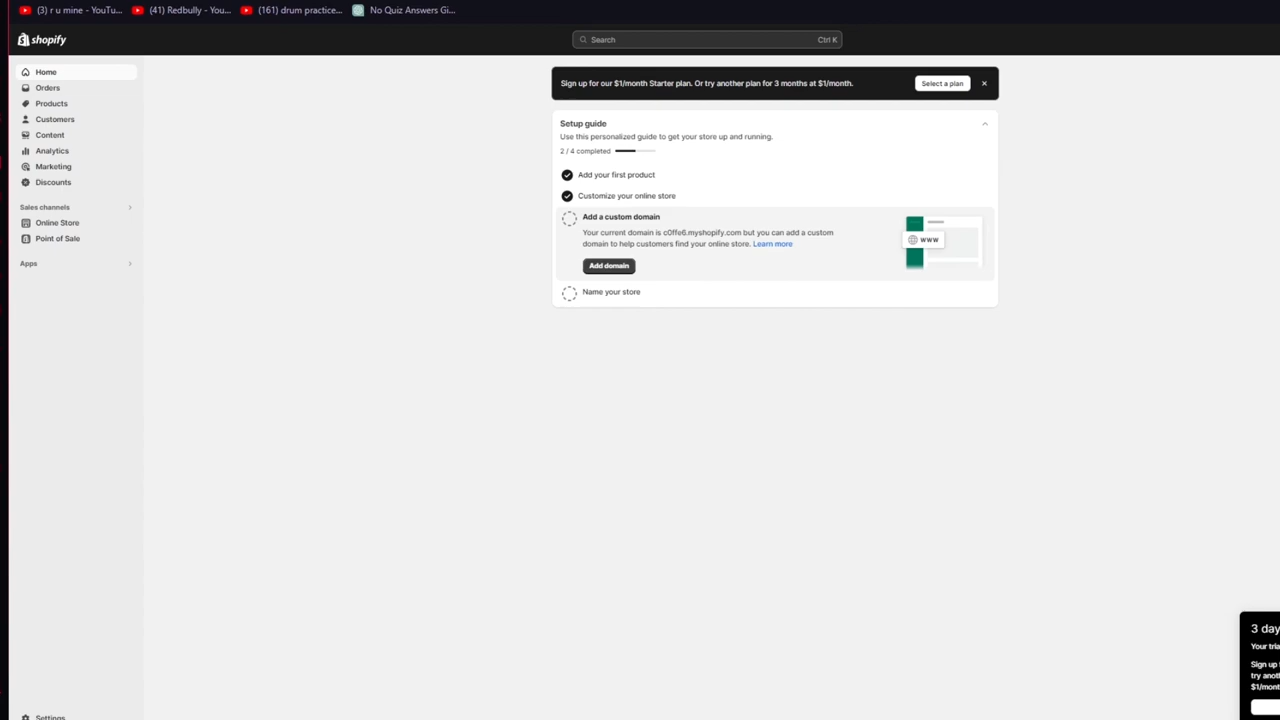 (3) r u mine - YouTu...
(41) Redbully - You...
(161) drum practice...
No Quiz Answers Gi...
shopify
Search
Ctrl K
Home
Orders
Products
Customers
Content
Analytics
Marketing
Discounts
Sales channels
Online Store
Point of Sale
Apps
Settings
Sign up for our $1/month Starter plan. Or try another plan for 3 months at $1/month.
Select a plan
Setup guide
Use this personalized guide to get your store up and running.
2 / 4 completed
Add your first product
Customize your online store
Add a custom domain
Your current domain is c0ffe6.myshopify.com but you can add a custom
domain to help customers find your online store. Learn more
Add domain
www
Name your store
3 day
Your tria
Sign up
try anot
$1/mont